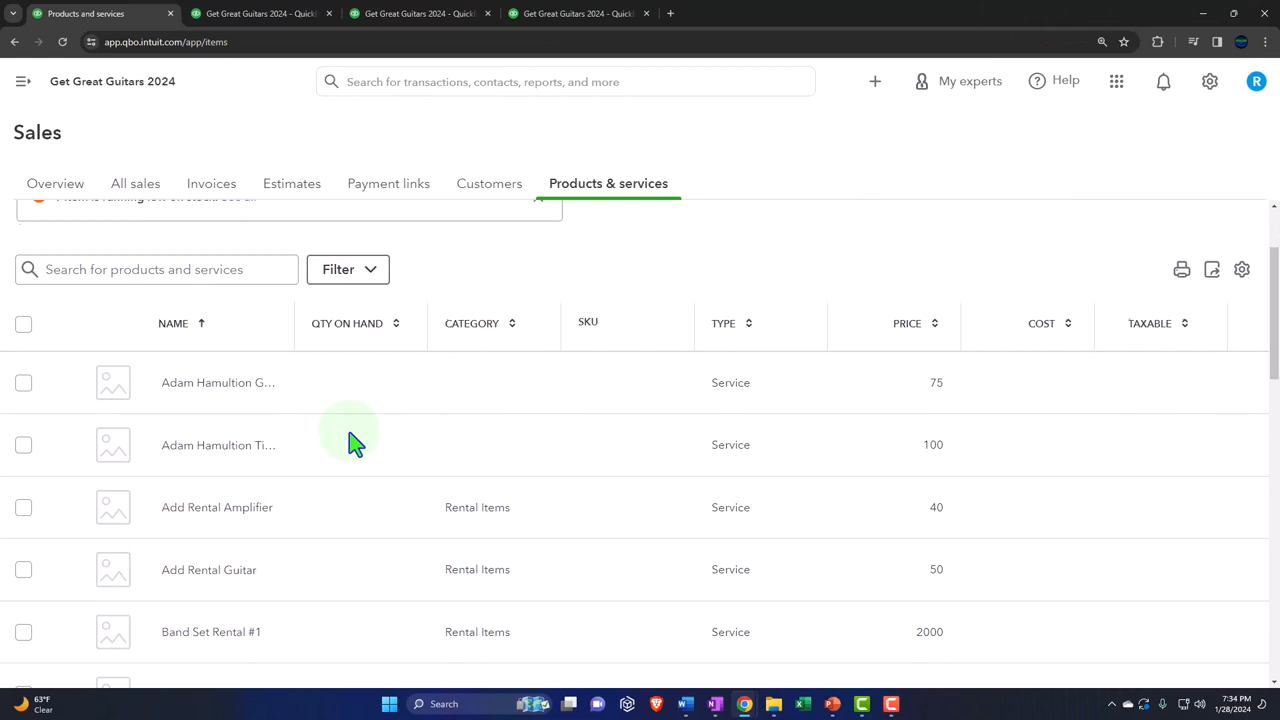 Products and services
Get Great Guitars 2024 - Quick
Get Great Guitars 2024 - Quick
Get Great Guitars 2024 - Quick
app.qbo.intuit.com/app/items
Get Great Guitars 2024
Search for transactions, contacts, reports, and more
My experts
Help
R
Sales
Overview
All sales
Invoices
Estimates
Payment links
Customers
Products & services
Search for products and services
Filter
NAME QTY ON HAND CATEGORY SKU TYPE PRICE COST TAXABLE
Adam Hamultion G... Service 75
Adam Hamultion Ti... Service 100
Add Rental Amplifier Rental Items Service 40
Add Rental Guitar Rental Items Service 50
Band Set Rental #1 Rental Items Service 2000
63°F
Clear
Search
7:34 PM
1/28/2024